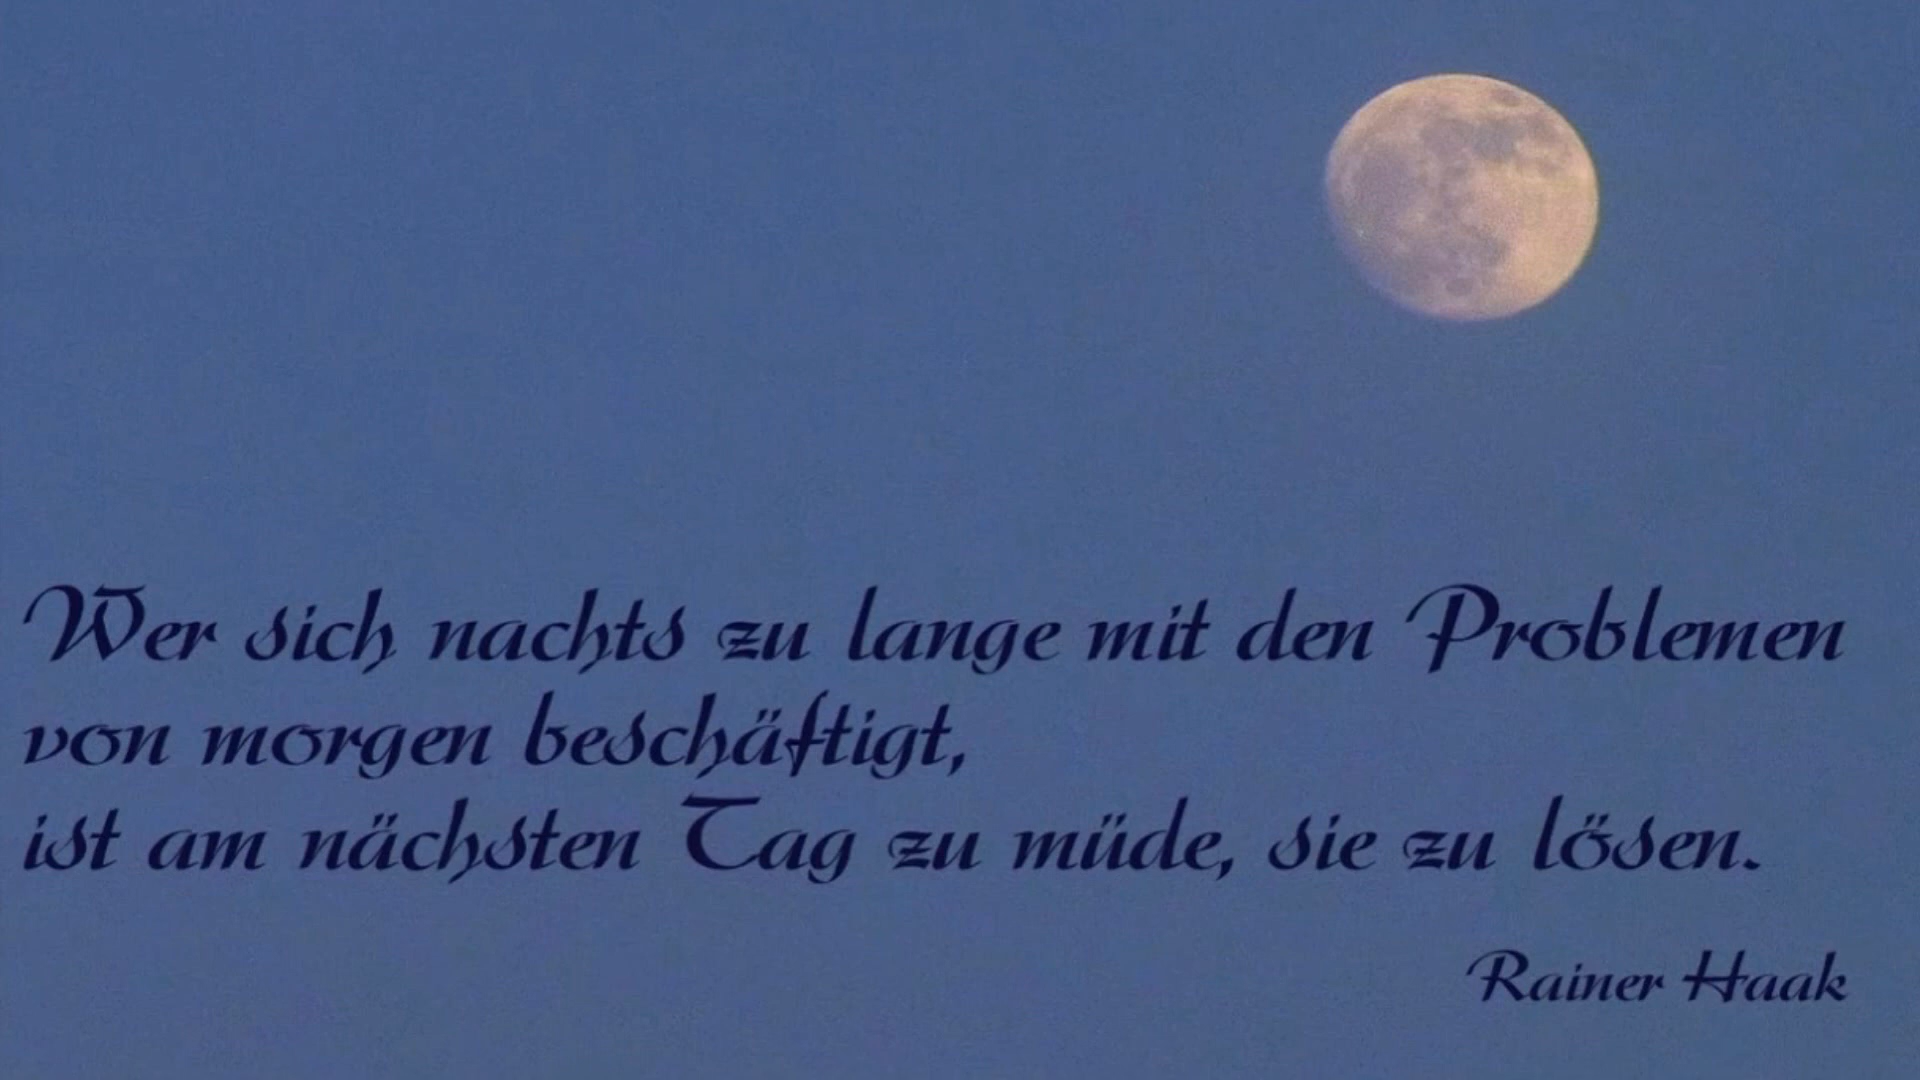 Wer sich nachts zu lange mit den Problemen
von morgen beschäftigt,
ist am nächsten Tag zu müde, sie zu lösen.
Rainer Haak